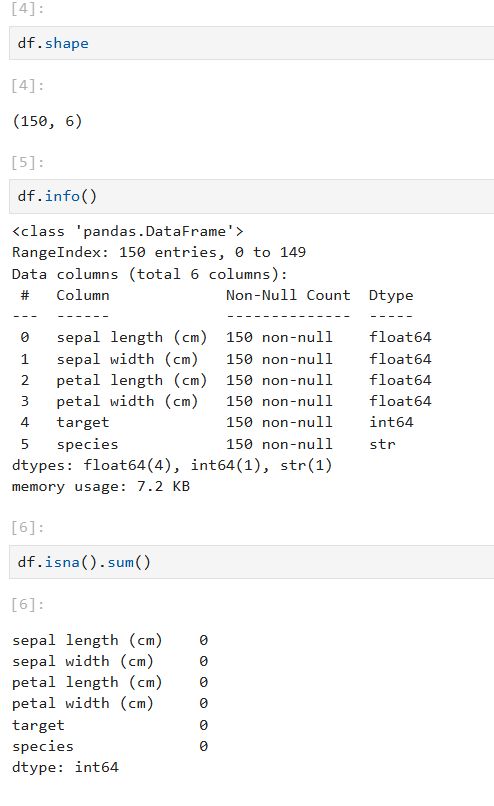 [4]:
df.shape
[4]:
(150, 6)
[5]:
df.info()
<class 'pandas.DataFrame'>
RangeIndex: 150 entries, 0 to 149
Data columns (total 6 columns):
 #   Column             Non-Null Count  Dtype
---  ------             --------------  -----
 0   sepal length (cm)  150 non-null    float64
 1   sepal width (cm)   150 non-null    float64
 2   petal length (cm)  150 non-null    float64
 3   petal width (cm)   150 non-null    float64
 4   target             150 non-null    int64
 5   species            150 non-null    str
dtypes: float64(4), int64(1), str(1)
memory usage: 7.2 KB
[6]:
df.isna().sum()
[6]:
sepal length (cm)    0
sepal width (cm)     0
petal length (cm)    0
petal width (cm)     0
target               0
species              0
dtype: int64